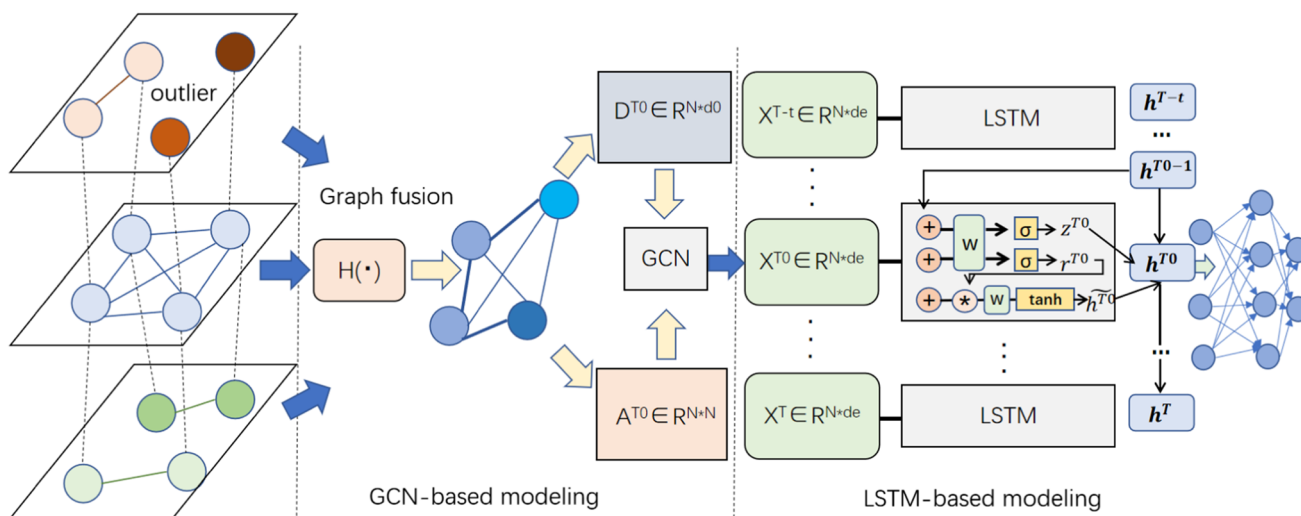 outlier
Graph fusion
H(·)
D^{T0}∈R^{N*d0}
GCN
A^{T0}∈R^{N*N}
GCN-based modeling
X^{T-t}∈R^{N*de}
LSTM
h^{T-t}
...
h^{T0-1}
X^{T0}∈R^{N*de}
+ w σ z^{T0}
+ σ r^{T0}
+ * w tanh \widetilde{h^{T0}}
h^{T0}
...
X^{T}∈R^{N*de}
LSTM
h^{T}
LSTM-based modeling